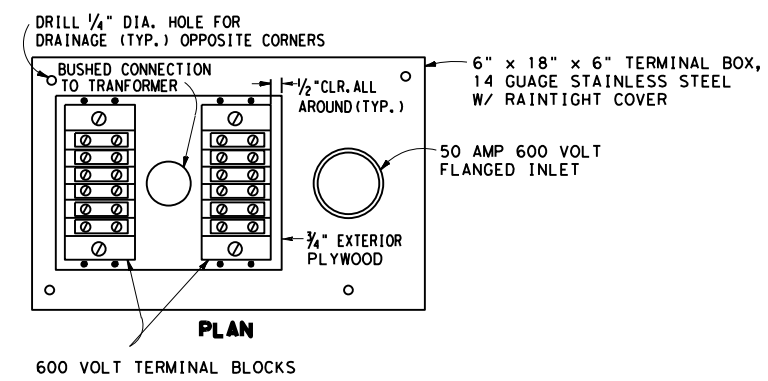 DRILL 1/4" DIA. HOLE FOR
DRAINAGE (TYP.) OPPOSITE CORNERS
BUSHED CONNECTION
TO TRANFORMER
1/2" CLR. ALL
AROUND (TYP.)
6" x 18" x 6" TERMINAL BOX,
14 GUAGE STAINLESS STEEL
W/ RAINTIGHT COVER
50 AMP 600 VOLT
FLANGED INLET
3/4" EXTERIOR
PLYWOOD
PLAN
600 VOLT TERMINAL BLOCKS